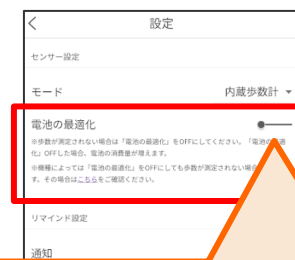 設定
センサー設定
モード 内蔵歩数計
電池の最適化
※歩数が測定されない場合は「電池の最適化」をOFFにしてください。「電池の 適
化」OFFした場合、電池の消費量が増えます。
※機種によっては「電池の最適化」をOFFにしても歩数が測定されない場
す。その場合はこちらをご確認ください。
リマインド設定
通知